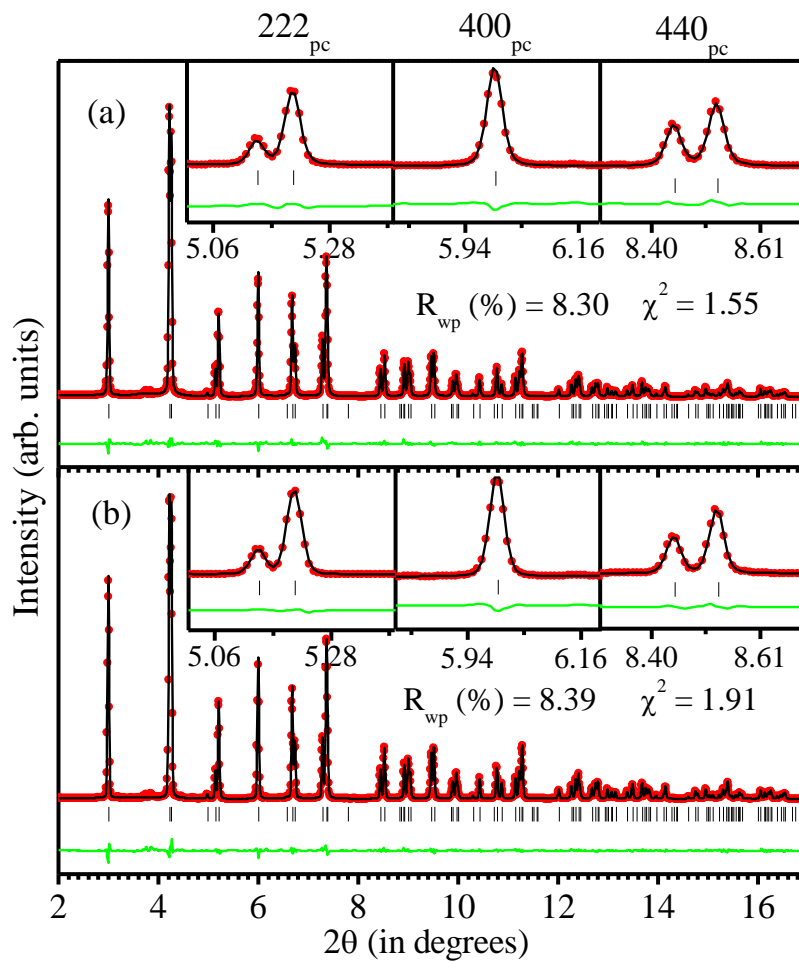 222pc 400pc 440pc
(a)
5.06 5.28 5.94 6.16 8.40 8.61
Rwp (%) = 8.30 χ² = 1.55
(b)
5.06 5.28 5.94 6.16 8.40 8.61
Rwp (%) = 8.39 χ² = 1.91
Intensity (arb. units)
2 4 6 8 10 12 14 16
2θ (in degrees)